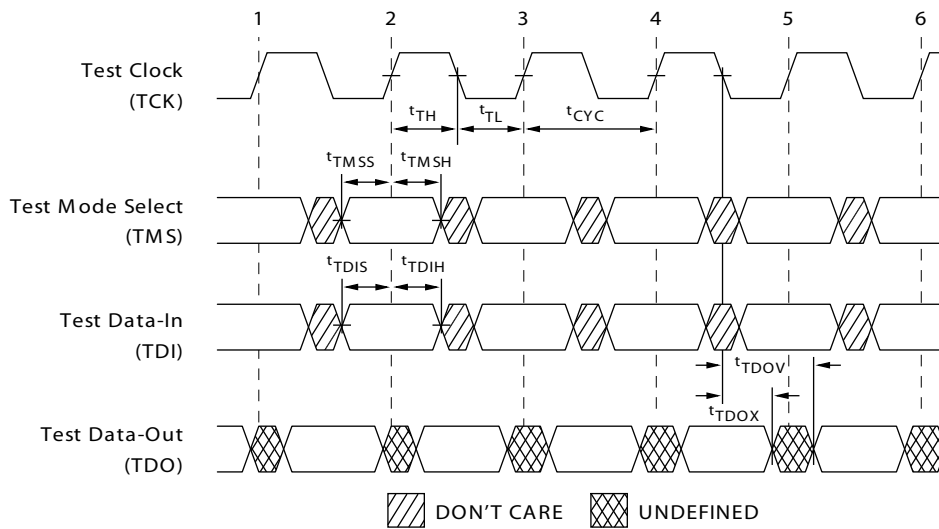 1 2 3 4 5 6
Test Clock
(TCK)
tTH tTL tCYC
tTMSS tTMSH
Test Mode Select
(TMS)
tTDIS tTDIH
Test Data-In
(TDI)
tTDOV
tTDOX
Test Data-Out
(TDO)
DON'T CARE UNDEFINED